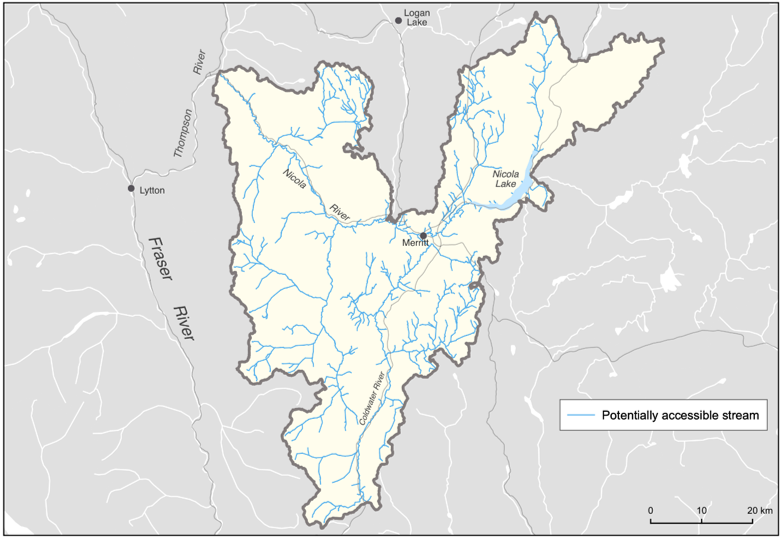 Logan
Lake
Thompson
River
Lytton
Nicola
River
Nicola
Lake
Merritt
Fraser
River
Coldwater River
Potentially accessible stream
0 10 20 km